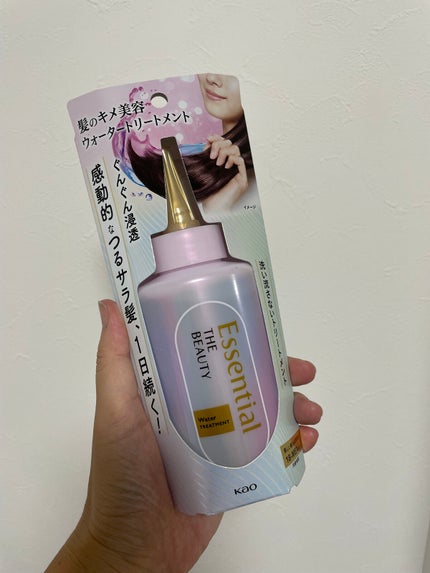 髪のキメ美容
ウォータートリートメント
ぐんぐん浸透
感動的なつるサラ髪、1日続く!
イメージ
洗い流さないトリートメント
Essential
THE
BEAUTY
Water
TREATMENT
Kao